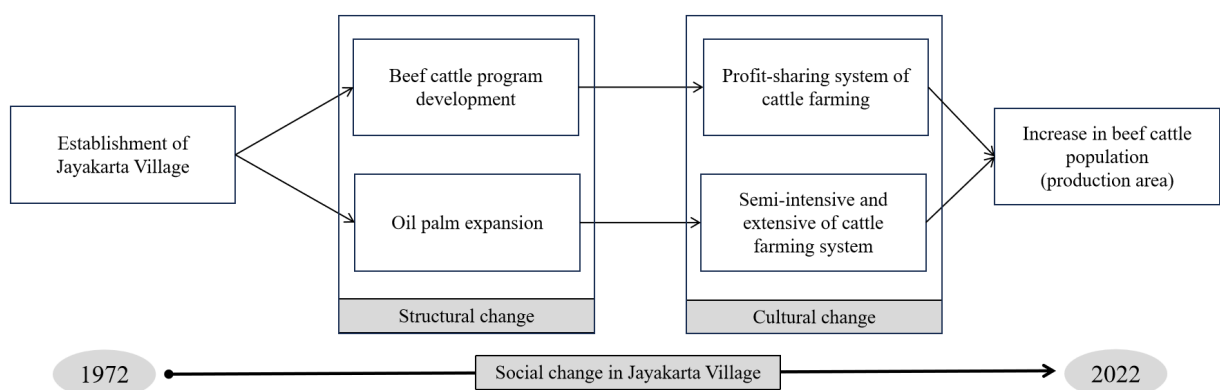 Establishment of
Jayakarta Village
Beef cattle program
development
Oil palm expansion
Structural change
Profit-sharing system of
cattle farming
Semi-intensive and
extensive of cattle
farming system
Cultural change
Increase in beef cattle
population
(production area)
1972
Social change in Jayakarta Village
2022